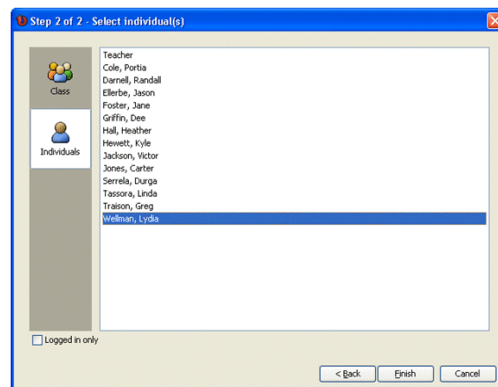 Step 2 of 2 - Select individual(s)
Class
Individuals
Teacher
Cole, Portia
Darnell, Randall
Ellerbe, Jason
Foster, Jane
Griffin, Dee
Hall, Heather
Hewett, Kyle
Jackson, Victor
Jones, Carter
Serrela, Durga
Tassora, Linda
Traison, Greg
Wellman, Lydia
Logged in only
< Back
Finish
Cancel